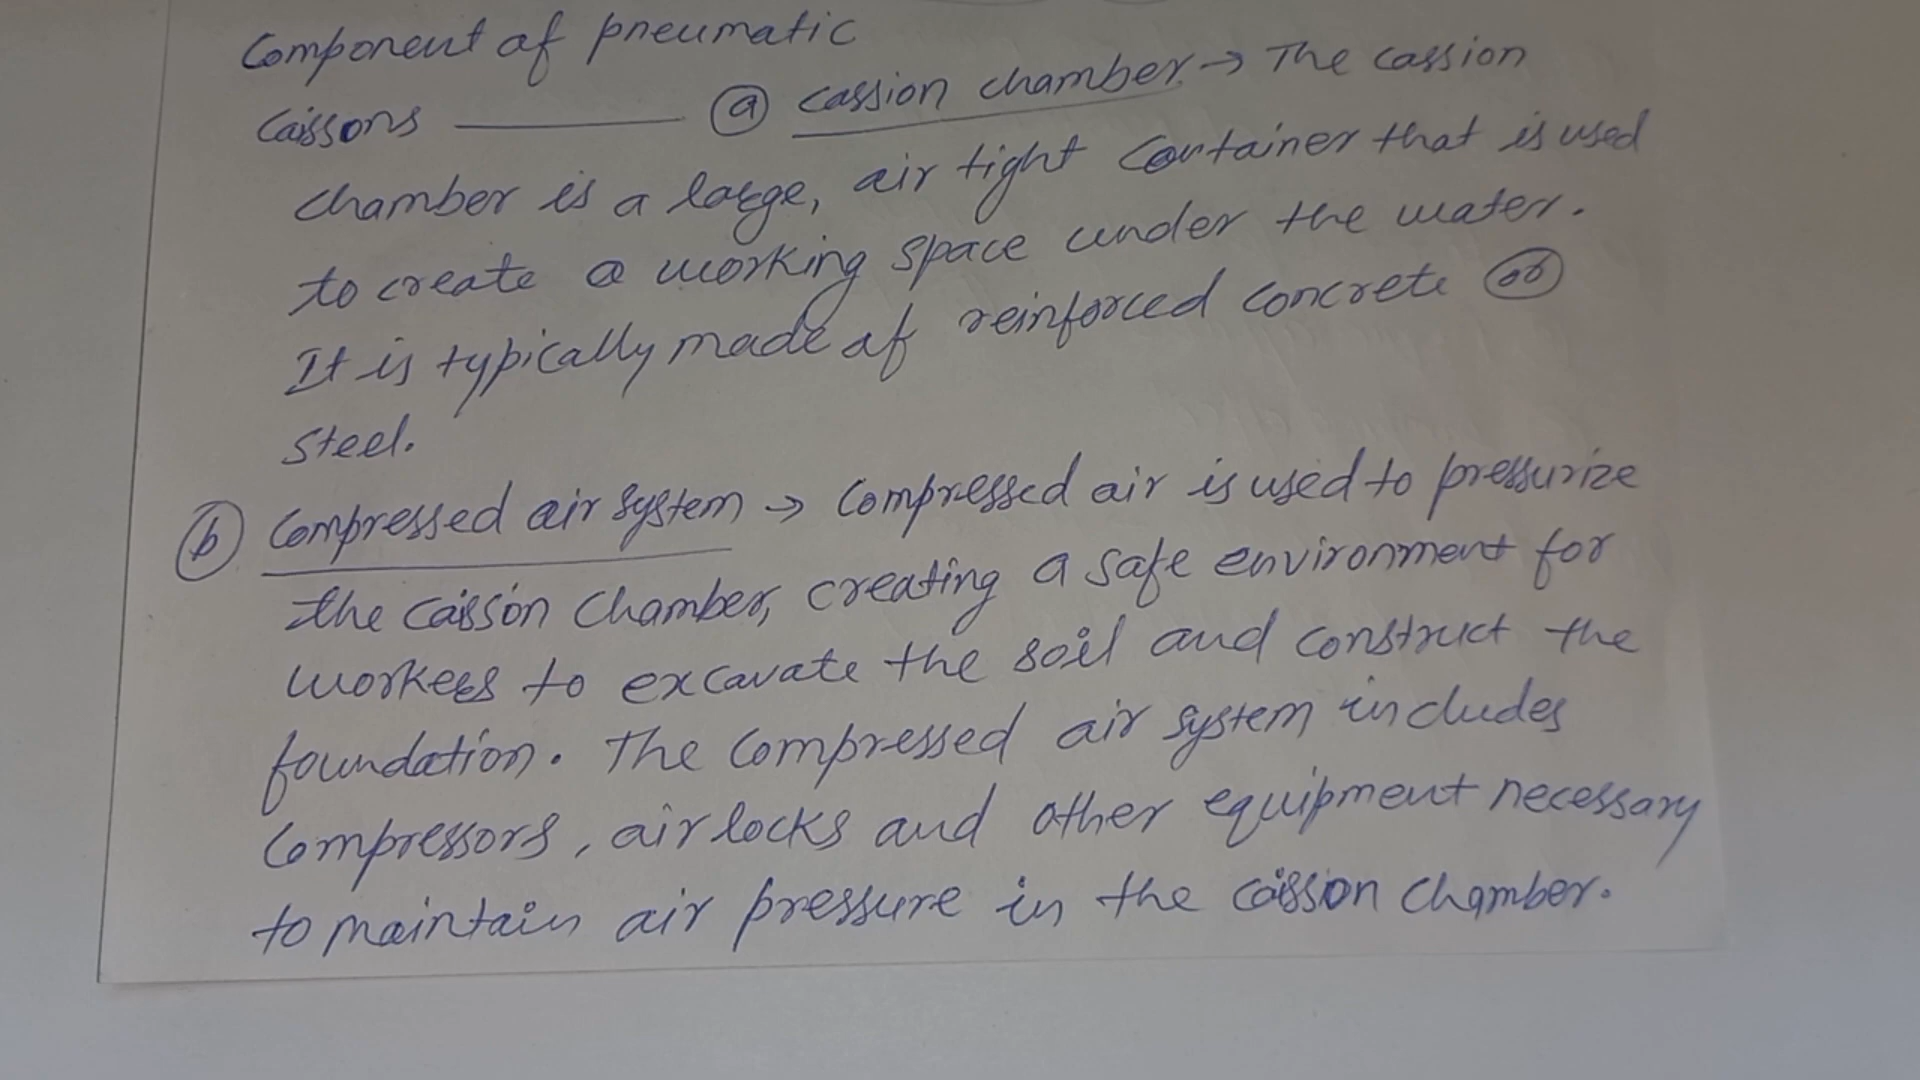 Component of pneumatic
Caissons ——— (a) cassion chamber → The cassion
chamber is a large, air tight Container that is used
to create a working space under the water.
It is typically made of reinforced concrete (or)
steel.
(b) Compressed air system → Compressed air is used to pressurize
the caisson Chamber, creating a safe environment for
workers to excavate the soil and construct the
foundation. The Compressed air system includes
Compressors, air locks and other equipment necessary
to maintain air pressure in the caission Chamber.